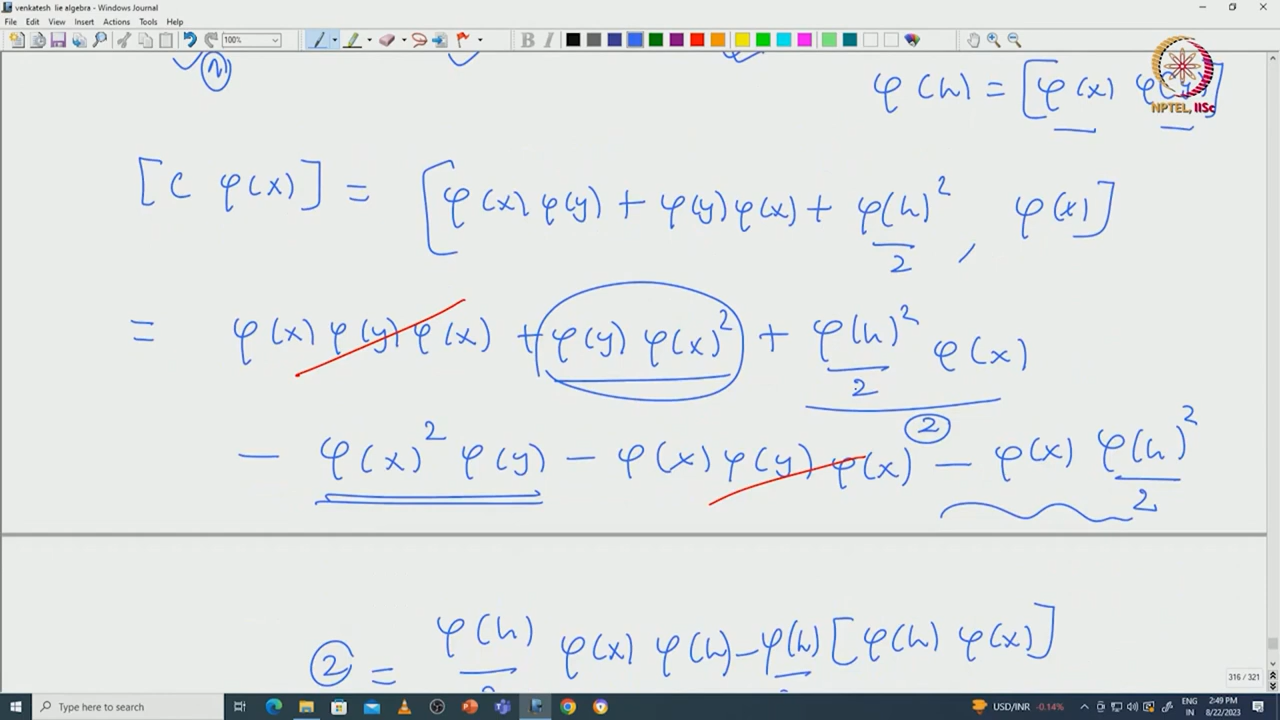 venkatesh lie algebra - Windows Journal
File Edit View Insert Actions Tools Help
100%
B I
NPTEL, IISc
φ(h) = [φ(x) φ(y)]
[C φ(x)] = [φ(x) φ(y) + φ(y) φ(x) + φ(h)²/2 , φ(x)]
= φ(x) φ(y) φ(x) + φ(y) φ(x)² + φ(h)²/2 φ(x)
②
- φ(x)² φ(y) - φ(x) φ(y) φ(x) - φ(x) φ(h)²/2
② = φ(h)/2 φ(x) φ(h) - φ(h)/2 [φ(h) φ(x)]
316 / 321
Type here to search
USD/INR -0.14%
ENG
IN
2:49 PM
8/22/2023